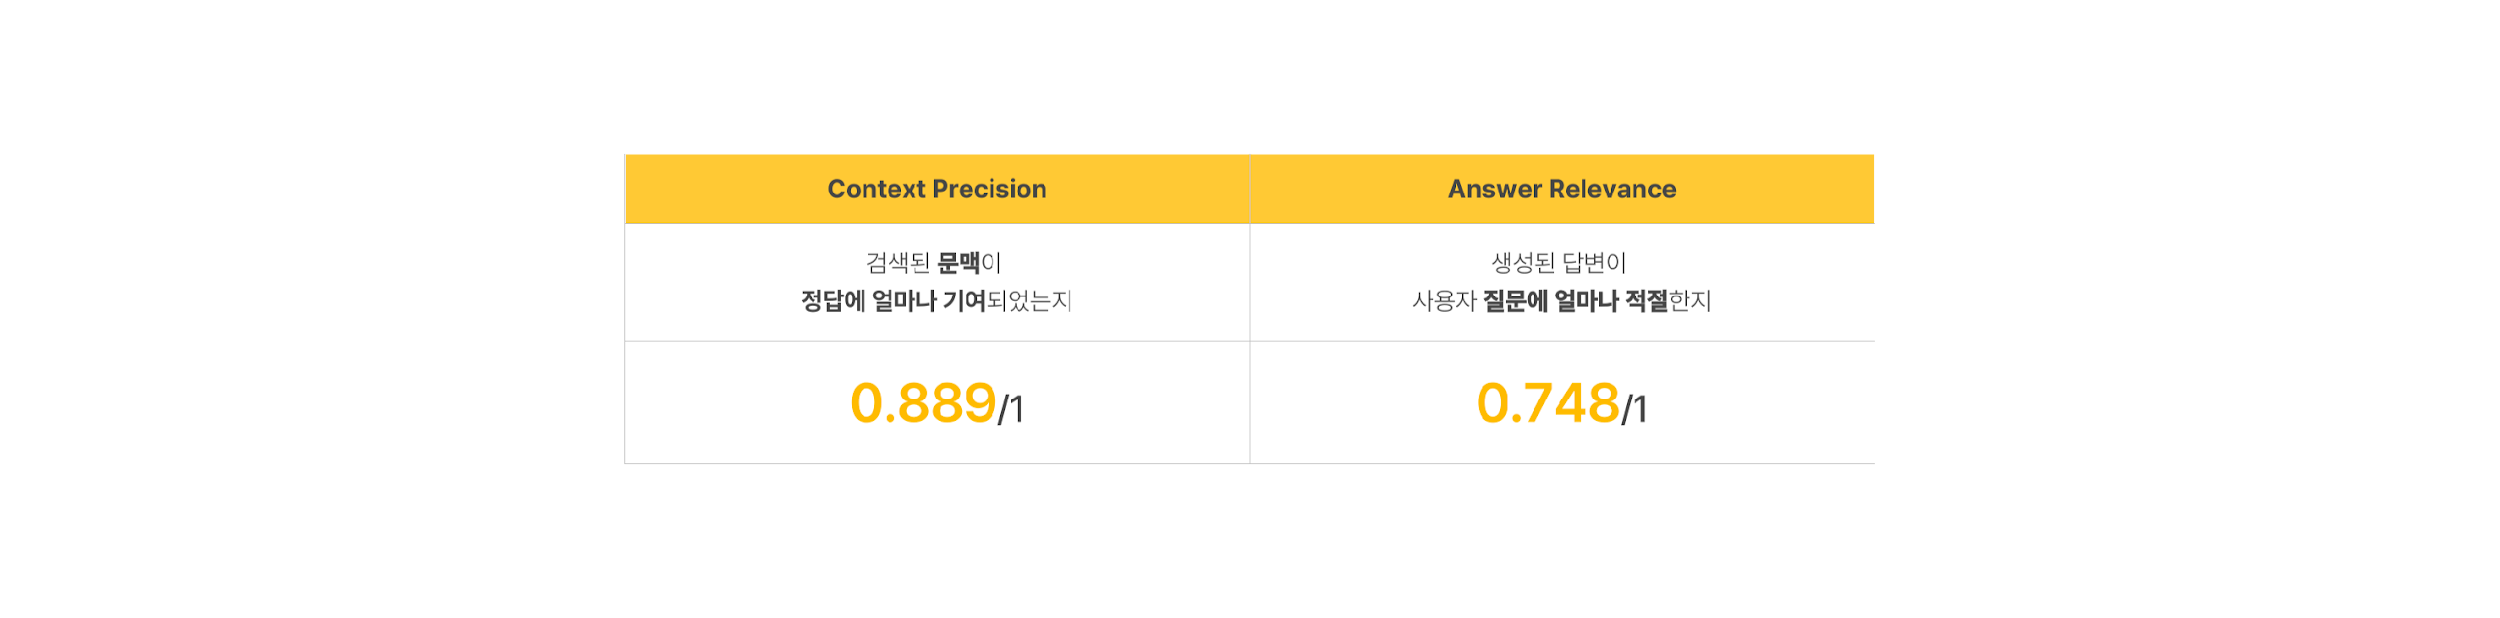 Context Precision
Answer Relevance
검색된 문맥이
정답에 얼마나 기여되있는지
생성된 답변이
사용자 질문에 얼마나 적절한지
0.889/1
0.748/1